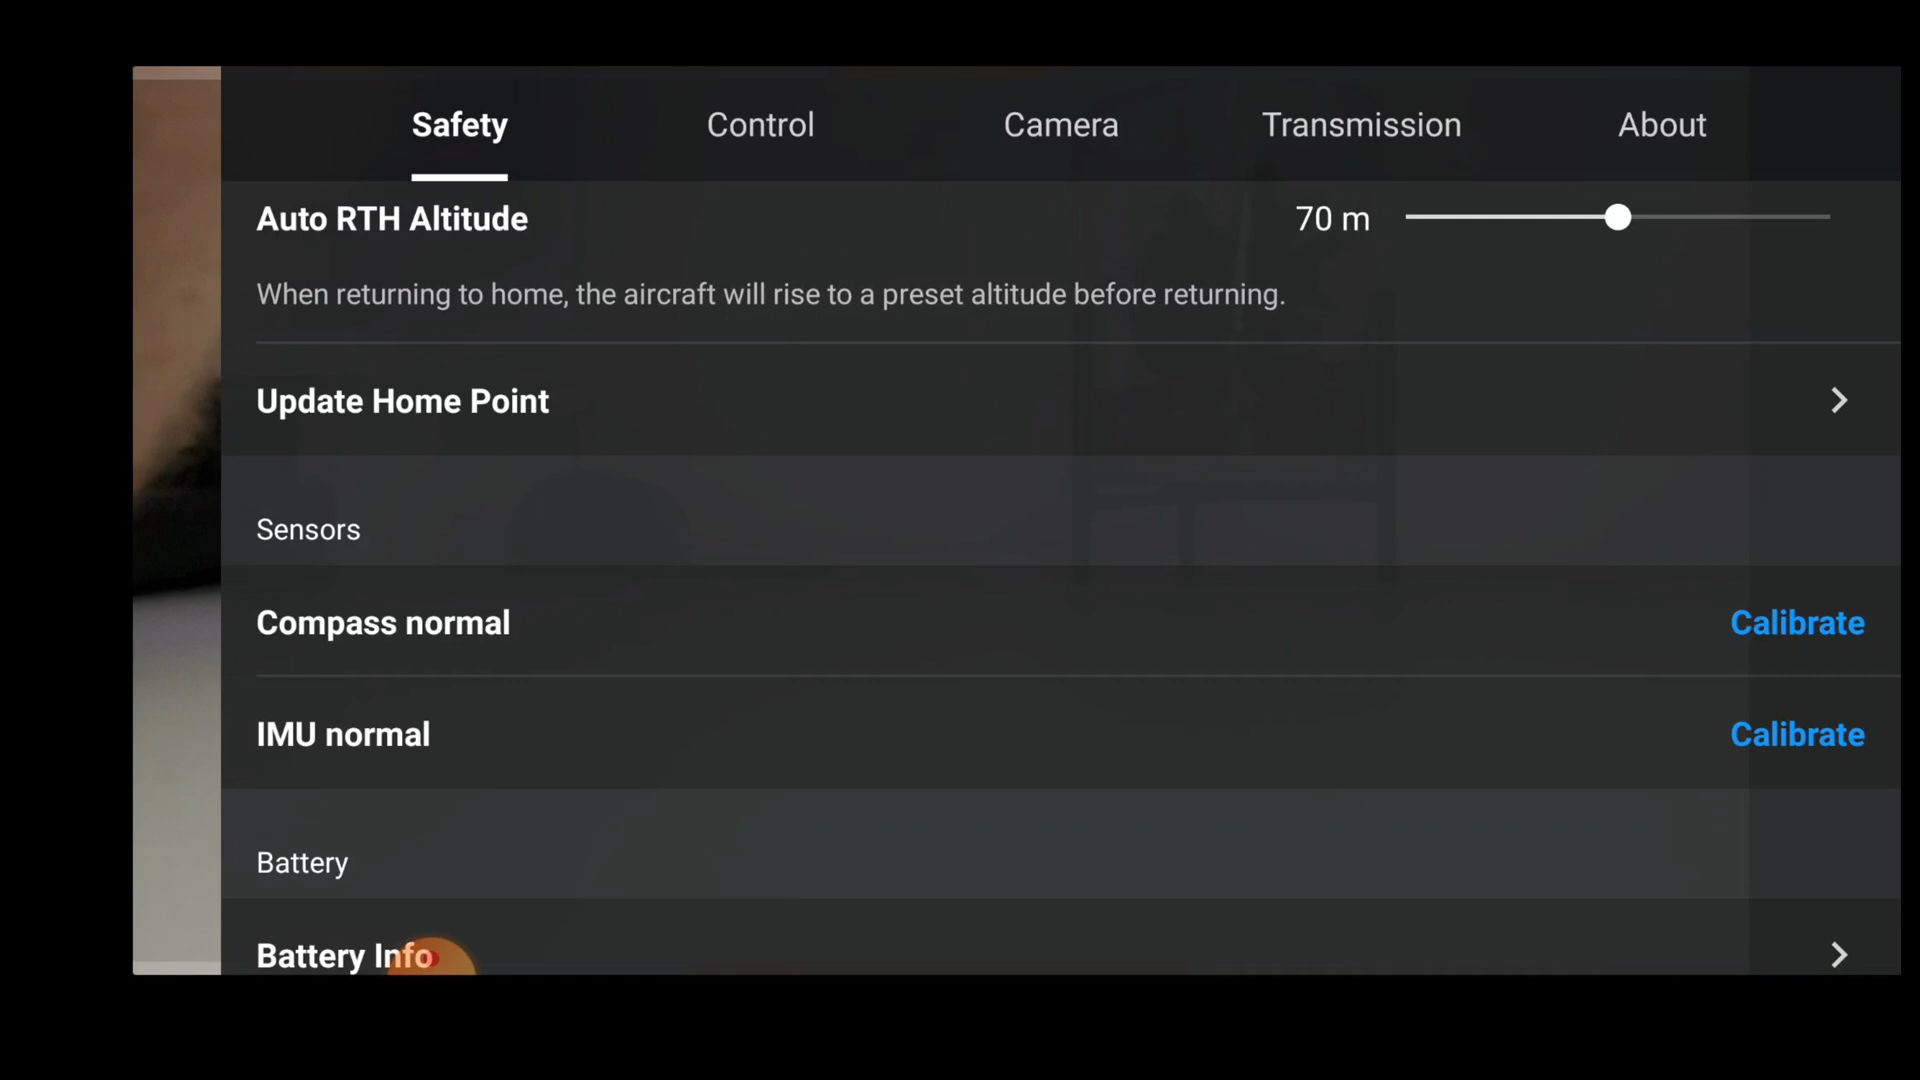 Safety Control Camera Transmission About
Auto RTH Altitude 70 m
When returning to home, the aircraft will rise to a preset altitude before returning.
Update Home Point
Sensors
Compass normal Calibrate
IMU normal Calibrate
Battery
Battery Info